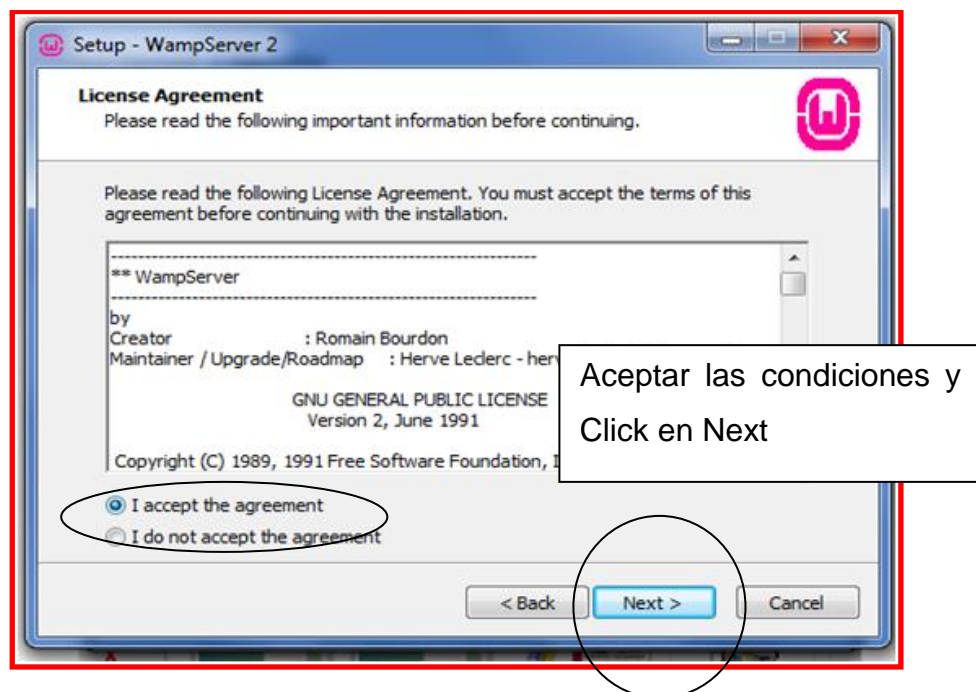 Setup - WampServer 2
License Agreement
Please read the following important information before continuing.
Please read the following License Agreement. You must accept the terms of this
agreement before continuing with the installation.
------------------------------------------------------------
** WampServer
------------------------------------------------------------
by
Creator : Romain Bourdon
Maintainer / Upgrade/Roadmap : Herve Leclerc -
GNU GENERAL PUBLIC LICENSE
Version 2, June 1991
Copyright (C) 1989, 1991 Free Software Foundation,
Aceptar las condiciones y
Click en Next
I accept the agreement
I do not accept the agreement
< Back
Next >
Cancel